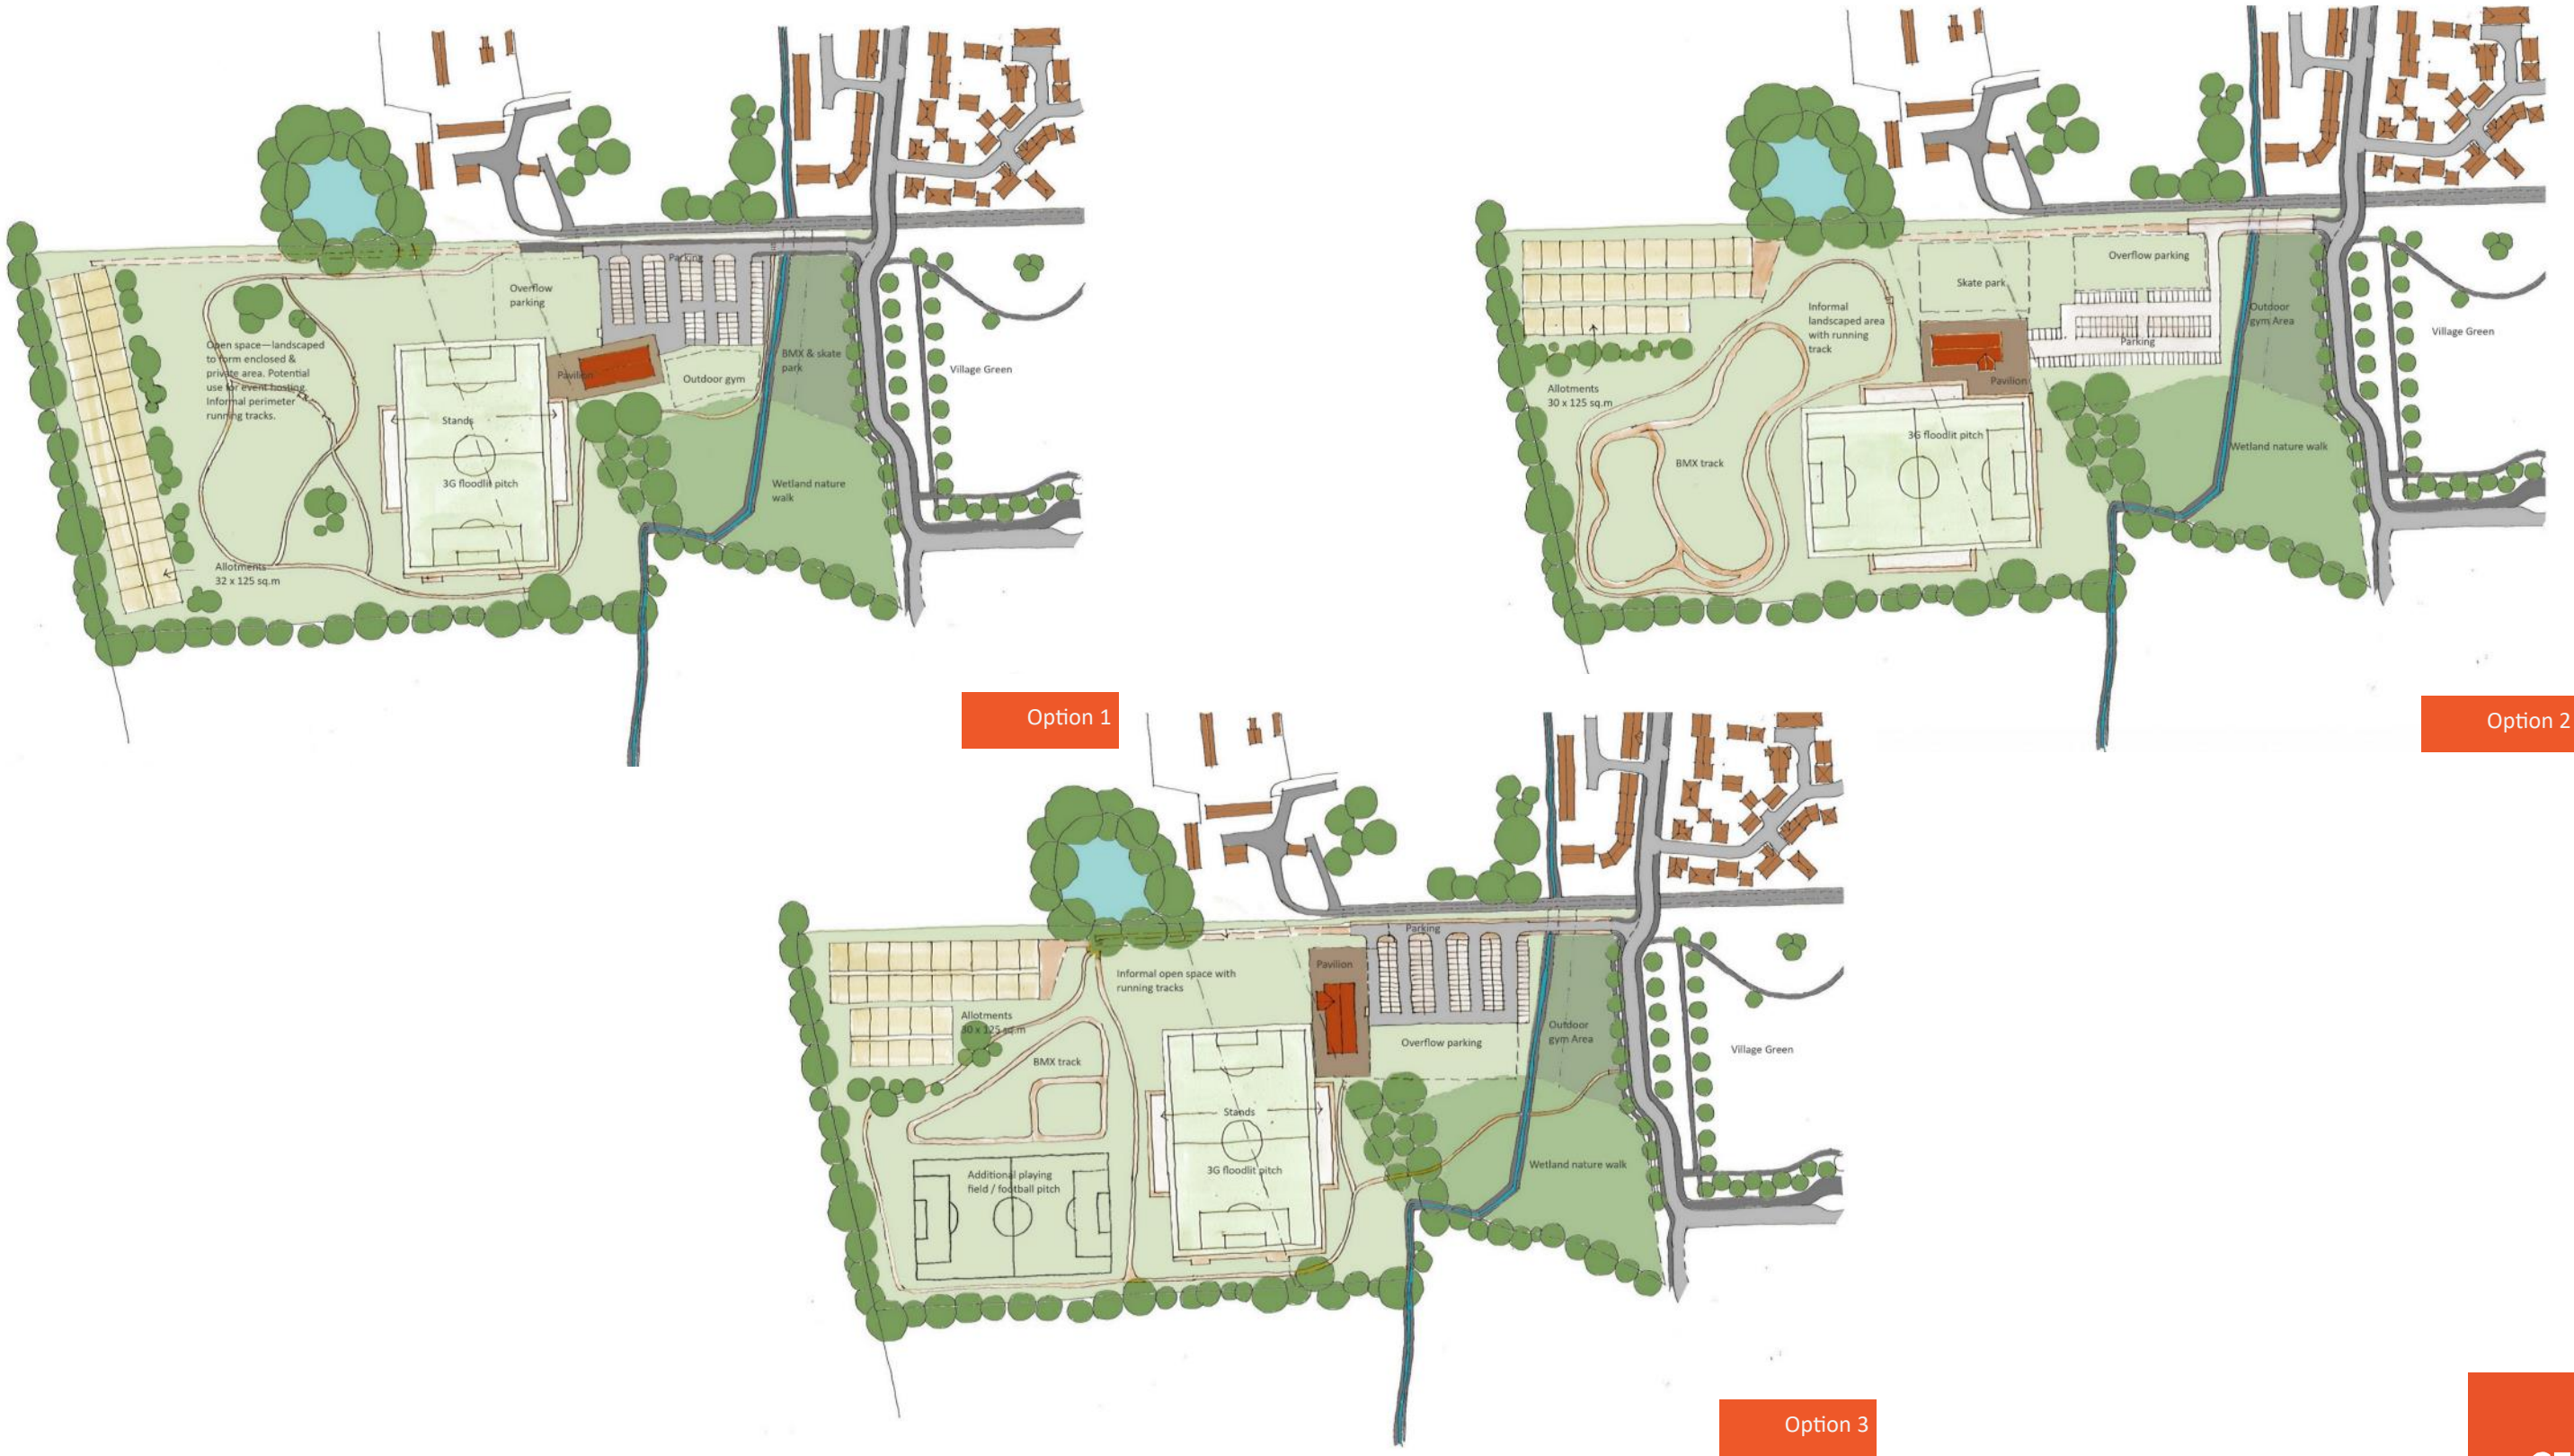 Parking
Overflow
parking
Open space—landscaped
to form enclosed &
private area. Potential
use for event hosting.
Informal perimeter
running tracks.
BMX & skate
park
Village Green
Pavilion
Outdoor gym
Stands
3G floodlit pitch
Wetland nature
walk
Allotments
32 x 125 sq.m
Option 1
Overflow parking
Skate park
Informal
landscaped area
with running
track
Outdoor
gym Area
Village Green
Parking
Pavilion
Allotments
30 x 125 sq.m
3G floodlit pitch
BMX track
Wetland nature walk
Option 2
Parking
Pavilion
Informal open space with
running tracks
Allotments
30 x 125 sq.m
Outdoor
gym Area
Overflow parking
Village Green
BMX track
Stands
Additional playing
field / football pitch
3G floodlit pitch
Wetland nature walk
Option 3